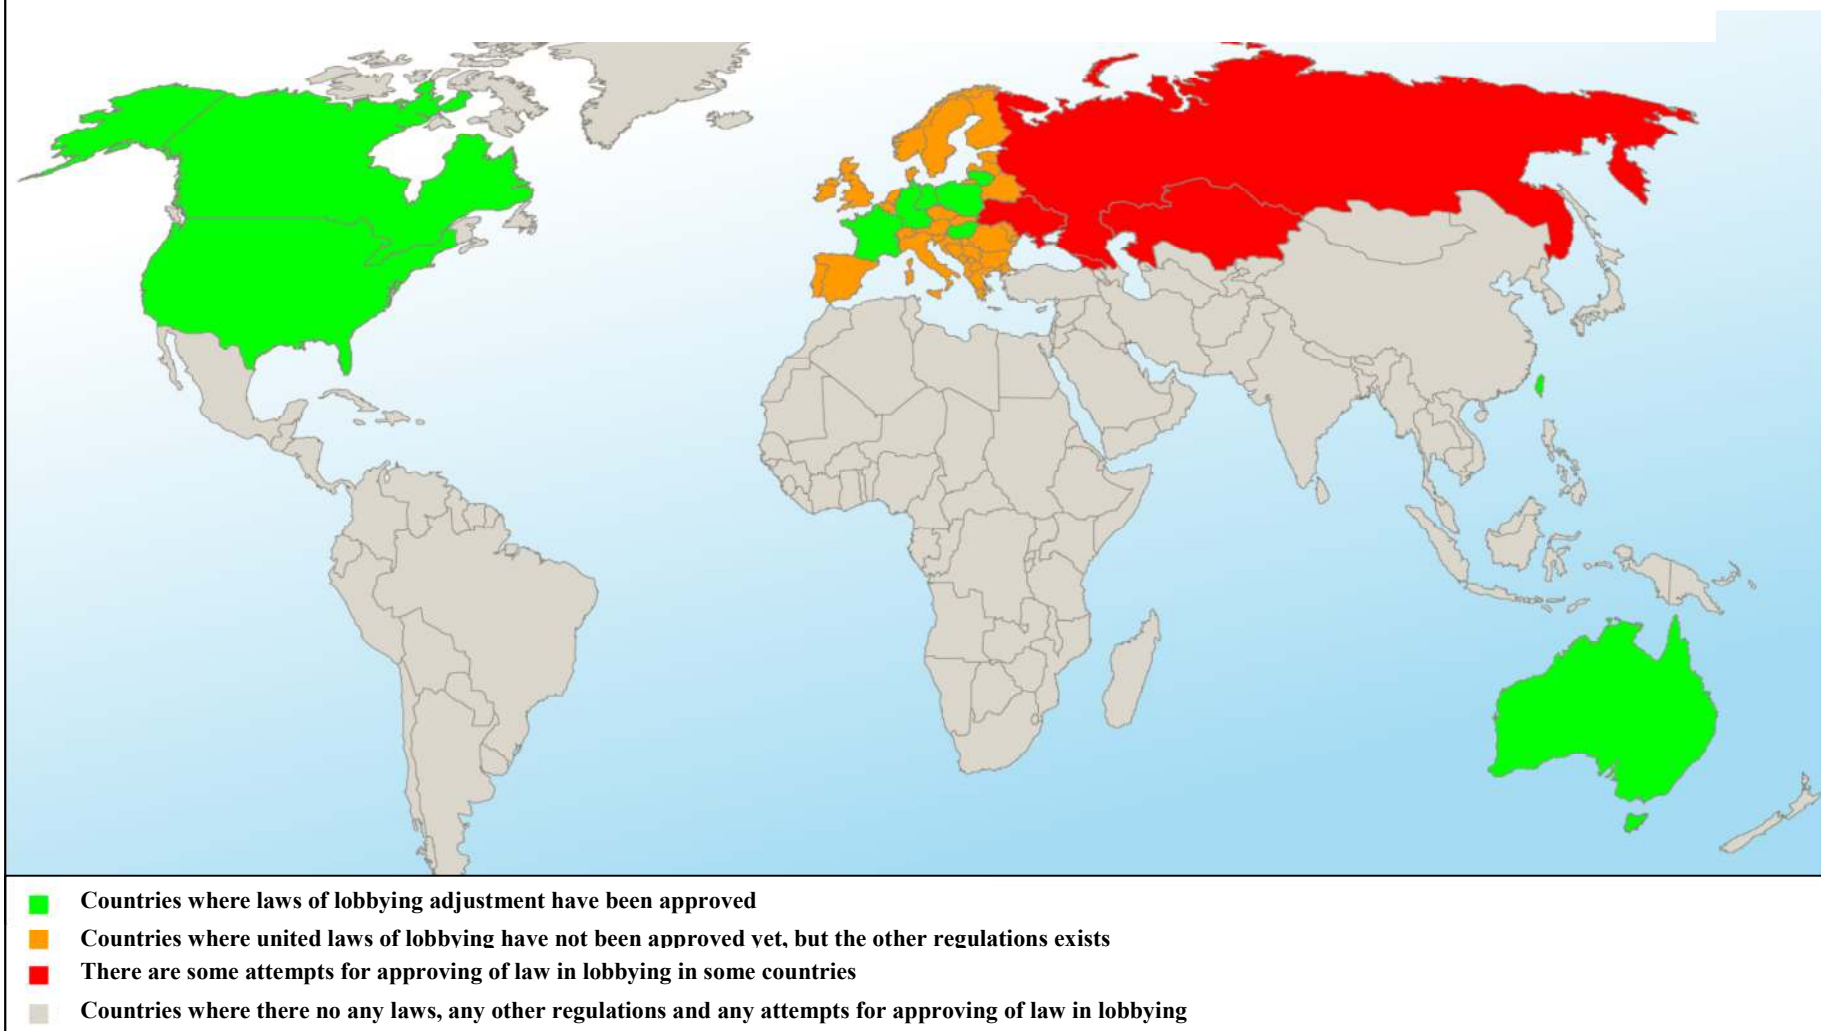 Countries where laws of lobbying adjustment have been approved
Countries where united laws of lobbying have not been approved yet, but the other regulations exists
There are some attempts for approving of law in lobbying in some countries
Countries where there no any laws, any other regulations and any attempts for approving of law in lobbying